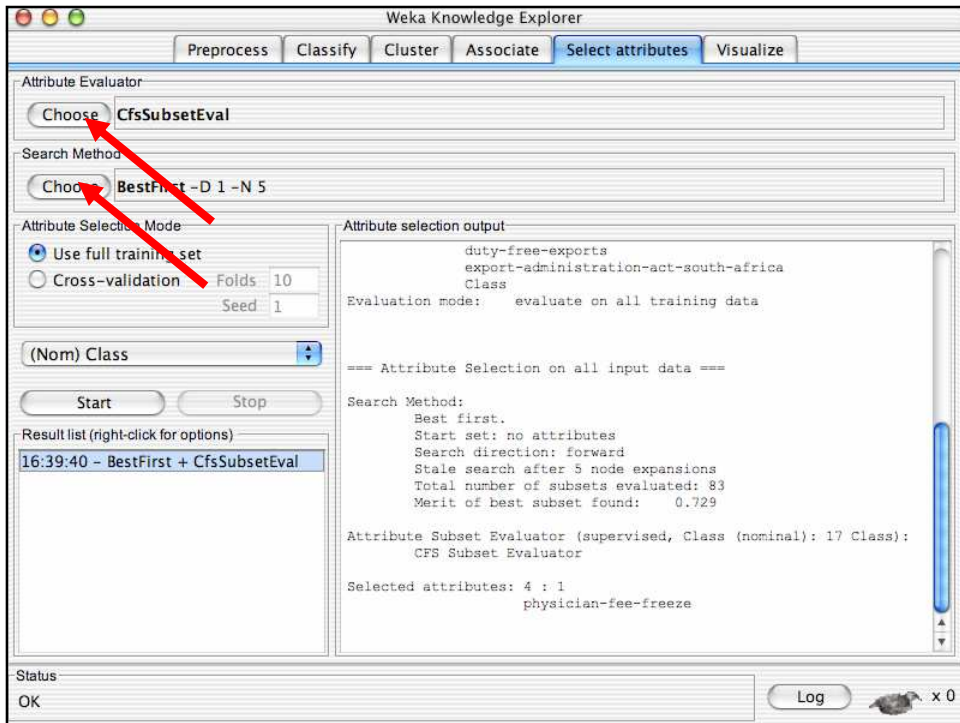 Weka Knowledge Explorer
Preprocess Classify Cluster Associate Select attributes Visualize
Attribute Evaluator
Choose CfsSubsetEval
Search Method
Choose BestFirst -D 1 -N 5
Attribute Selection Mode
Use full training set
Cross-validation Folds 10
Seed 1
(Nom) Class
Start Stop
Result list (right-click for options)
16:39:40 - BestFirst + CfsSubsetEval
Attribute selection output
duty-free-exports
export-administration-act-south-africa
Class
Evaluation mode: evaluate on all training data
=== Attribute Selection on all input data ===
Search Method:
Best first.
Start set: no attributes
Search direction: forward
Stale search after 5 node expansions
Total number of subsets evaluated: 83
Merit of best subset found: 0.729
Attribute Subset Evaluator (supervised, Class (nominal): 17 Class):
CFS Subset Evaluator
Selected attributes: 4 : 1
physician-fee-freeze
Status
OK
Log x 0